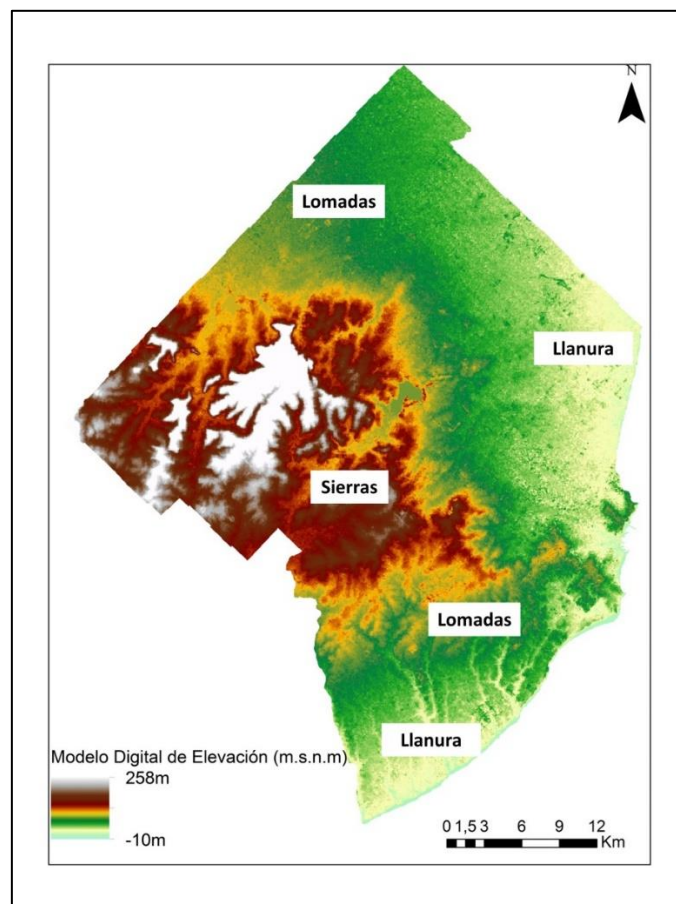 N
Lomadas
Llanura
Sierras
Lomadas
Llanura
Modelo Digital de Elevación (m.s.n.m)
258m
-10m
0 1,5 3 6 9 12
Km